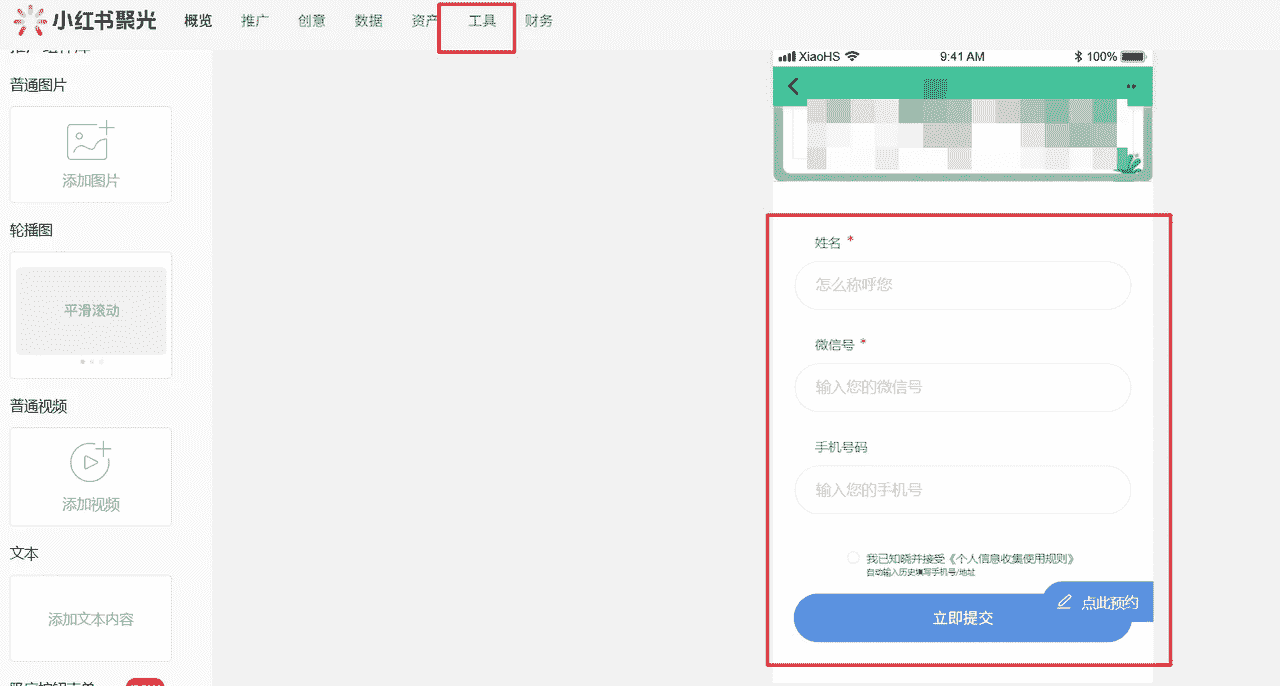 小红书聚光 概览 推广 创意 数据 资产 工具 财务
普通图片
添加图片
轮播图
平滑滚动
普通视频
添加视频
文本
添加文本内容
XiaoHS 9:41 AM 100%
姓名 *
怎么称呼您
微信号 *
输入您的微信号
手机号码
输入您的手机号
我已知晓并接受《个人信息收集使用规则》
自动输入历史填写手机号/地址
点此预约
立即提交